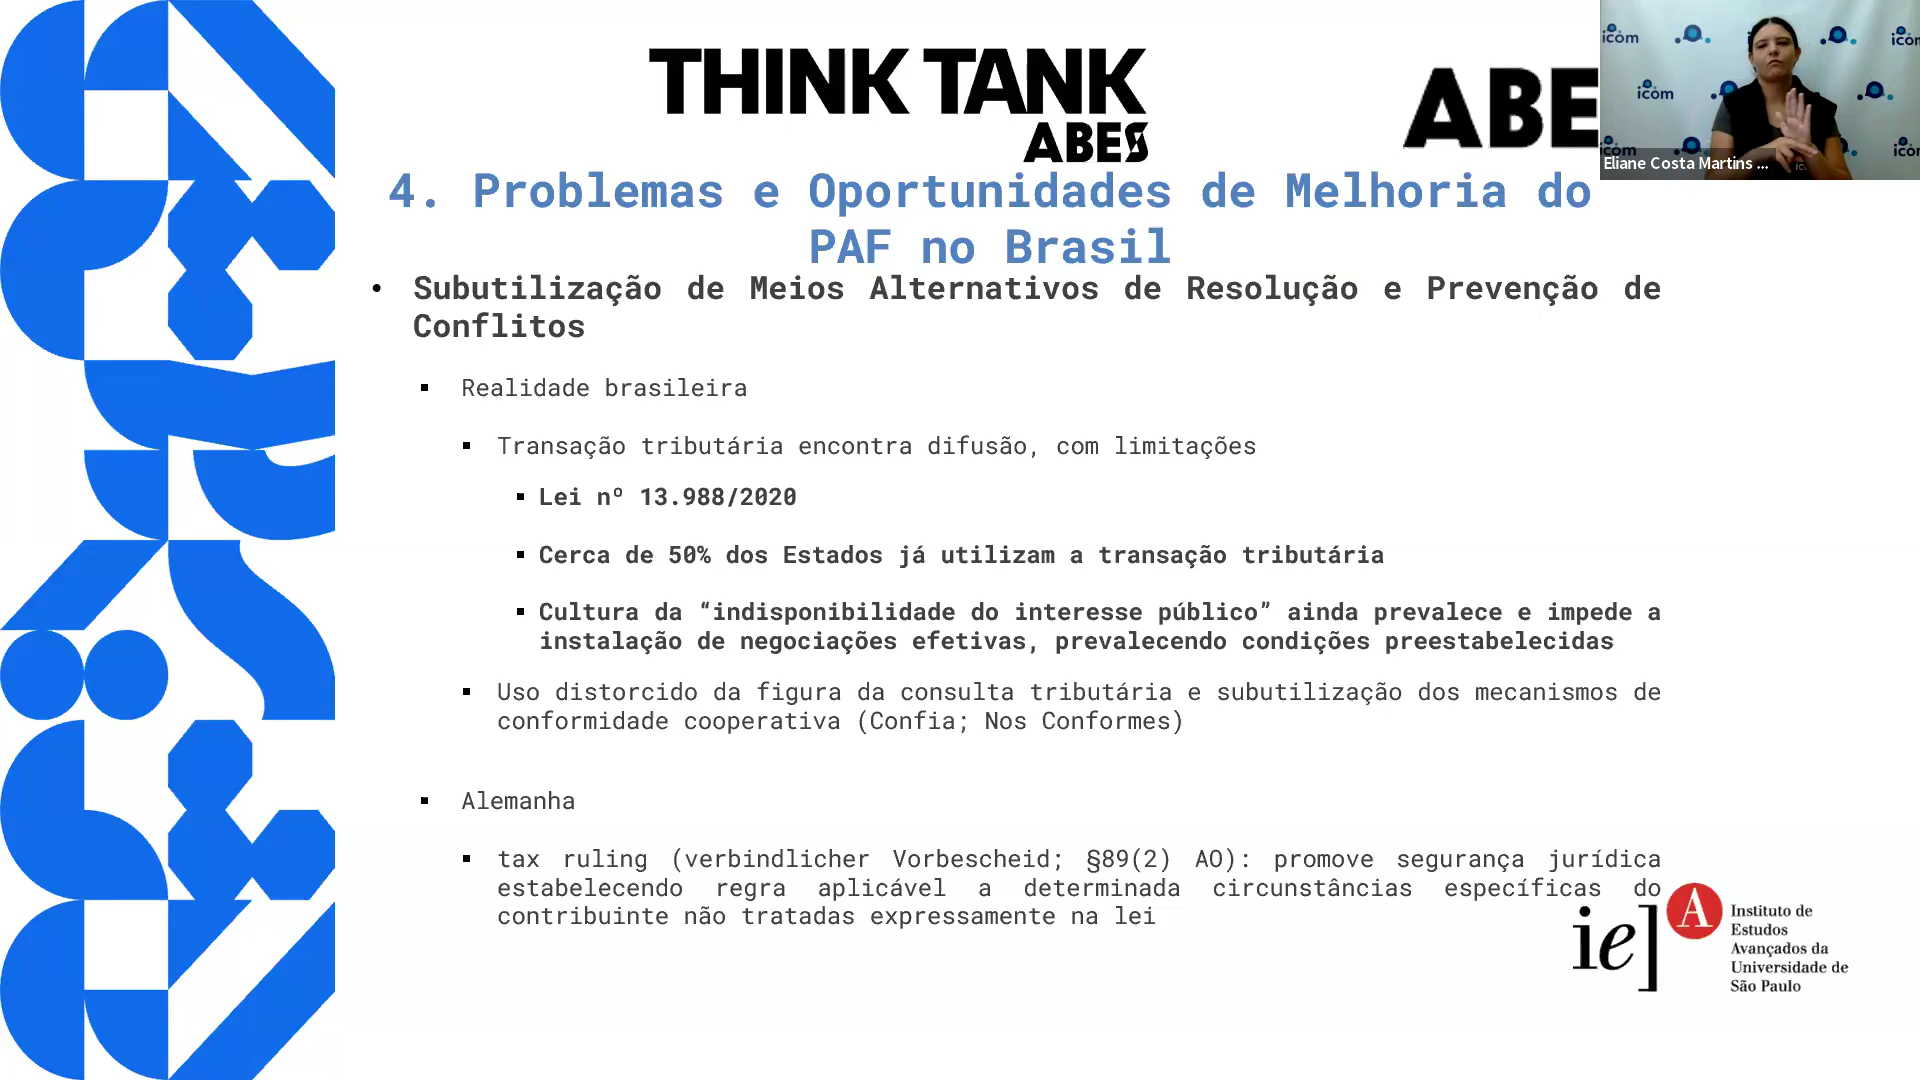 THINK TANK
ABES
ABE
icom
icom
icom
icom
icom
Eliane Costa Martins ...
4. Problemas e Oportunidades de Melhoria do
PAF no Brasil
• Subutilização de Meios Alternativos de Resolução e Prevenção de
Conflitos
▪ Realidade brasileira
▪ Transação tributária encontra difusão, com limitações
▪ Lei nº 13.988/2020
▪ Cerca de 50% dos Estados já utilizam a transação tributária
▪ Cultura da “indisponibilidade do interesse público” ainda prevalece e impede a
instalação de negociações efetivas, prevalecendo condições preestabelecidas
▪ Uso distorcido da figura da consulta tributária e subutilização dos mecanismos de
conformidade cooperativa (Confia; Nos Conformes)
▪ Alemanha
▪ tax ruling (verbindlicher Vorbescheid; §89(2) AO): promove segurança jurídica
estabelecendo regra aplicável a determinada circunstâncias específicas do
contribuinte não tratadas expressamente na lei
ie] A
Instituto de
Estudos
Avançados da
Universidade de
São Paulo